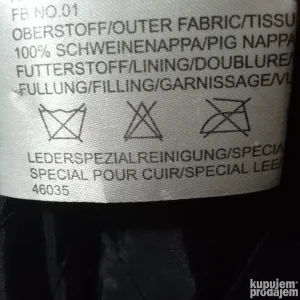 FB NO.01
OBERSTOFF/OUTER FABRIC/TISSU
100% SCHWEINENAPPA/PIG NAPPA
FUTTERSTOFF/LINING/DOUBLURE/
FULLUNG/FILLING/GARNISSAGE/
LEDERSPEZIALREINIGUNG/SPECIA
SPECIAL POUR CUIR/SPECIAL LEE
46035
kupujem
prodajem